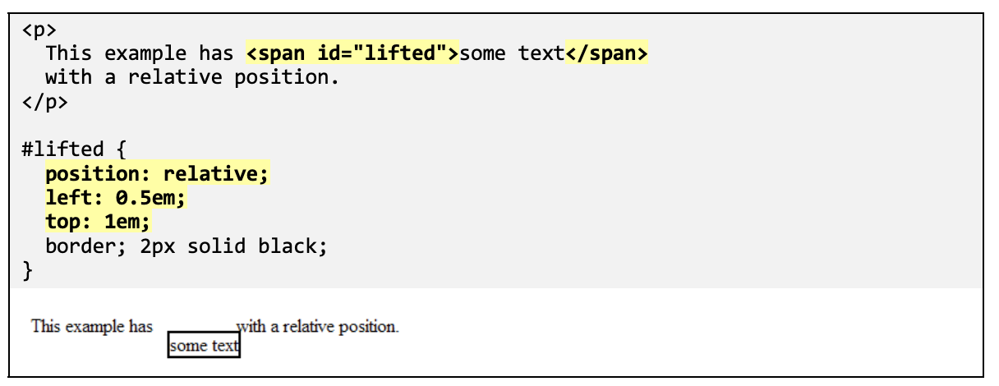 <p>
  This example has <span id="lifted">some text</span>
  with a relative position.
</p>

#lifted {
  position: relative;
  left: 0.5em;
  top: 1em;
  border; 2px solid black;
}
This example has with a relative position.
some text